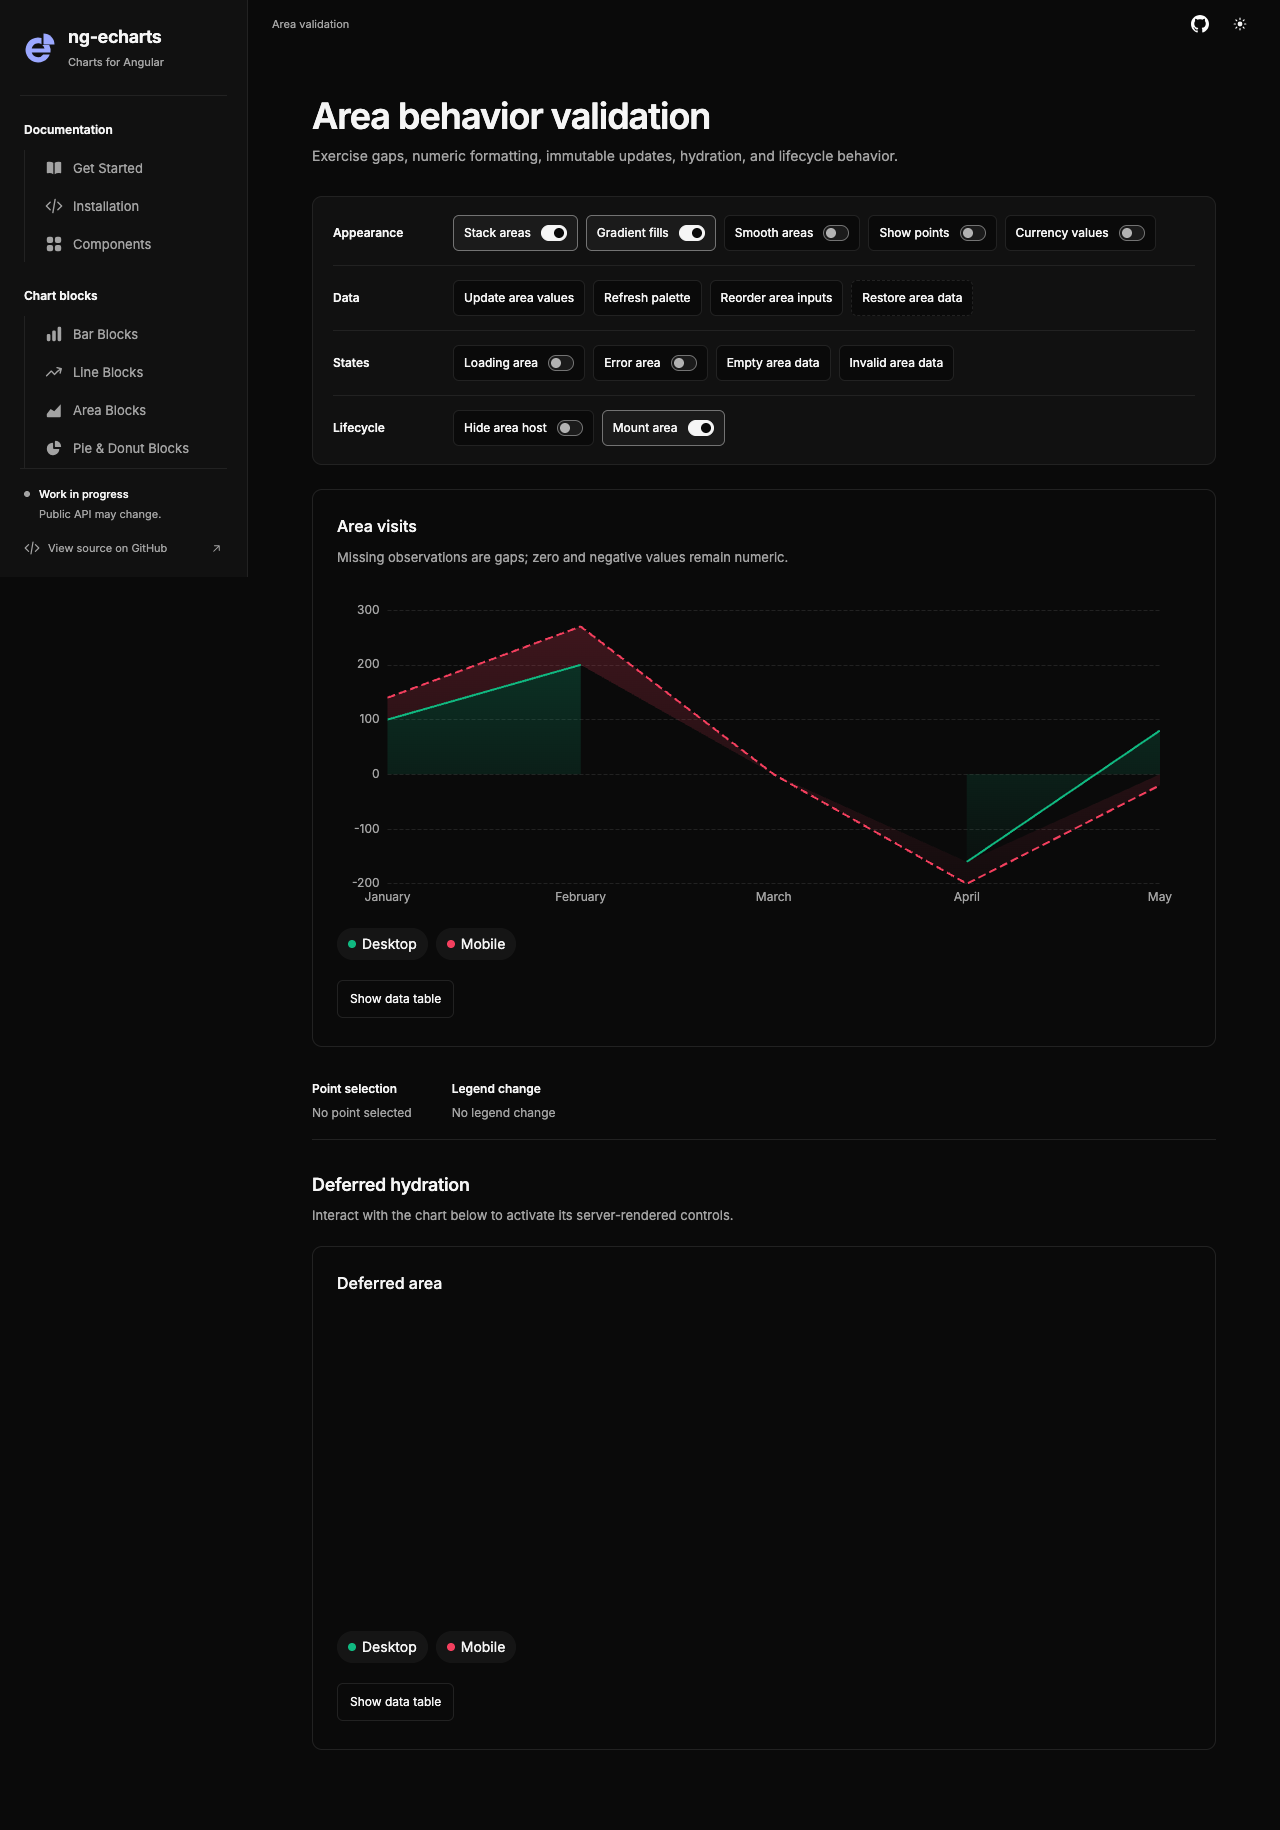 ng-echarts
Charts for Angular
Documentation
Get Started
Installation
Components
Chart blocks
Bar Blocks
Line Blocks
Area Blocks
Pie & Donut Blocks
Work in progress
Public API may change.
View source on GitHub
Area validation
Area behavior validation
Exercise gaps, numeric formatting, immutable updates, hydration, and lifecycle behavior.
Appearance
Stack areas
Gradient fills
Smooth areas
Show points
Currency values
Data
Update area values
Refresh palette
Reorder area inputs
Restore area data
States
Loading area
Error area
Empty area data
Invalid area data
Lifecycle
Hide area host
Mount area
Area visits
Missing observations are gaps; zero and negative values remain numeric.
300
200
100
0
-100
-200
January
February
March
April
May
Desktop
Mobile
Show data table
Point selection
No point selected
Legend change
No legend change
Deferred hydration
Interact with the chart below to activate its server-rendered controls.
Deferred area
Desktop
Mobile
Show data table